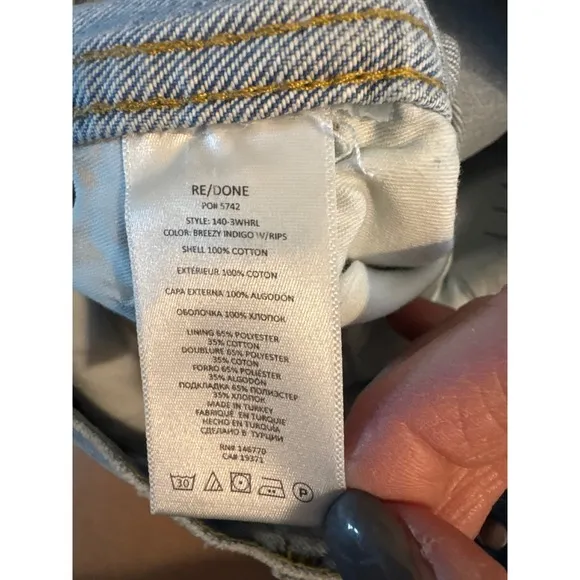 RE/DONE
PO# 5742
STYLE: 140-3WHRL
COLOR: BREEZY INDIGO W/RIPS
SHELL 100% COTTON
EXTÉRIEUR 100% COTON
CAPA EXTERNA 100% ALGODÓN
ОБОЛОЧКА 100% ХЛОПОК
LINING 65% POLYESTER
35% COTTON
DOUBLURE 65% POLYESTER
35% COTON
FORRO 65% POLYESTER
35% ALGODÓN
ПОДКЛАДКА 65% ПОЛИЭСТЕР
35% ХЛОПОК
MADE IN TURKEY
FABRIQUÉ EN TURQUIE
HECHO EN TURQUÍA
СДЕЛАНО В ТУРЦИИ
RN# 146770
CA# 19371
30 P